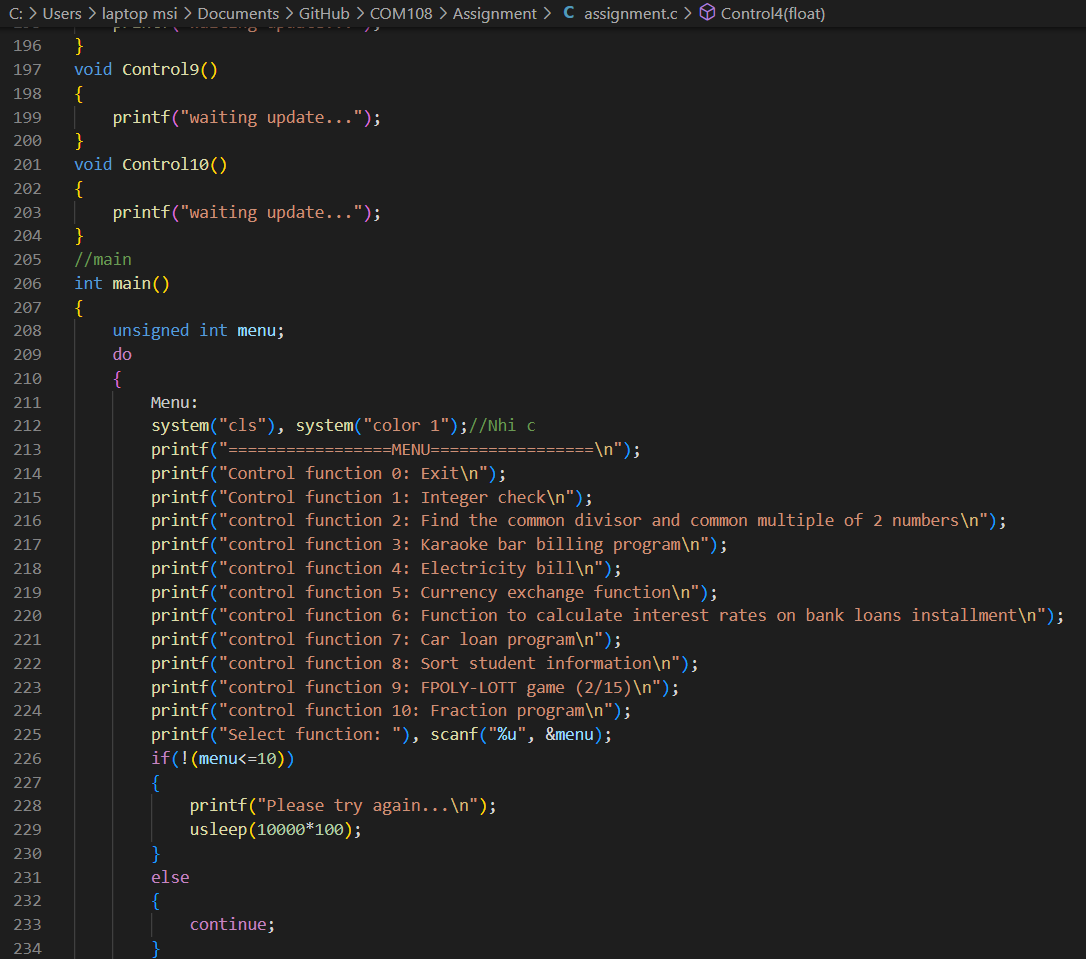 C: > Users > laptop msi > Documents > GitHub > COM108 > Assignment > C assignment.c > Control4(float)
196 }
197 void Control9()
198 {
199     printf("waiting update...");
200 }
201 void Control10()
202 {
203     printf("waiting update...");
204 }
205 //main
206 int main()
207 {
208     unsigned int menu;
209     do
210     {
211         Menu:
212         system("cls"), system("color 1");//Nhi c
213         printf("=================MENU=================\n");
214         printf("Control function 0: Exit\n");
215         printf("Control function 1: Integer check\n");
216         printf("control function 2: Find the common divisor and common multiple of 2 numbers\n");
217         printf("control function 3: Karaoke bar billing program\n");
218         printf("control function 4: Electricity bill\n");
219         printf("control function 5: Currency exchange function\n");
220         printf("control function 6: Function to calculate interest rates on bank loans installment\n");
221         printf("control function 7: Car loan program\n");
222         printf("control function 8: Sort student information\n");
223         printf("control function 9: FPOLY-LOTT game (2/15)\n");
224         printf("control function 10: Fraction program\n");
225         printf("Select function: "), scanf("%u", &menu);
226         if(!(menu<=10))
227         {
228             printf("Please try again...\n");
229             usleep(10000*100);
230         }
231         else
232         {
233             continue;
234         }